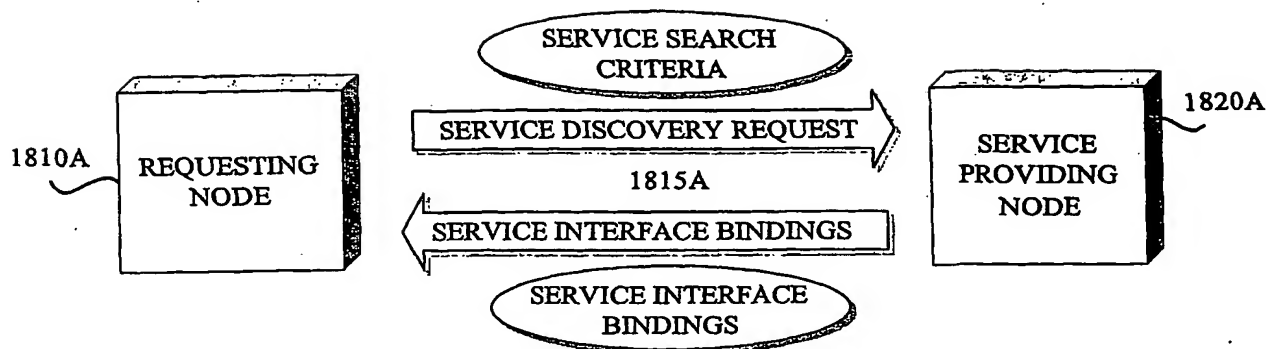 SERVICE SEARCH
CRITERIA
1820A
SERVICE DISCOVERY REQUEST
1810A
REQUESTING
NODE
1815A
SERVICE
PROVIDING
NODE
SERVICE INTERFACE BINDINGS
SERVICE INTERFACE
BINDINGS